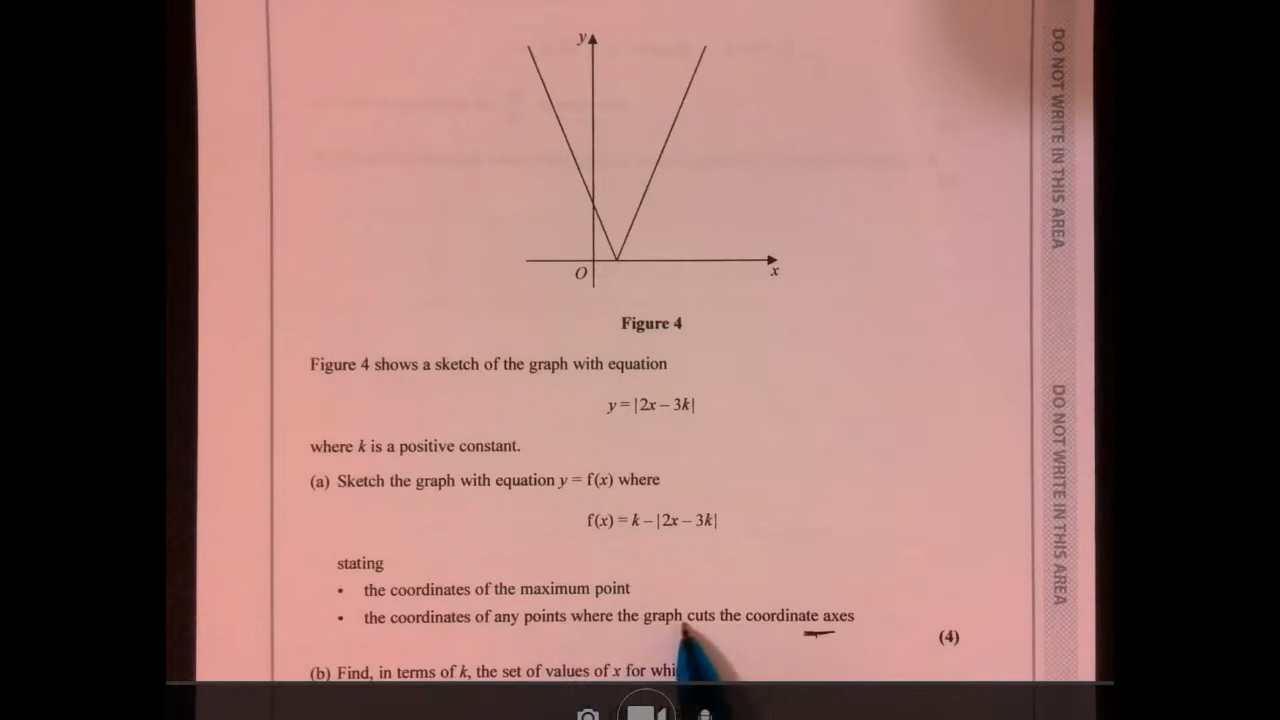 y
O
x
Figure 4
Figure 4 shows a sketch of the graph with equation
y = |2x – 3k|
where k is a positive constant.
(a) Sketch the graph with equation y = f(x) where
f(x) = k – |2x – 3k|
stating
• the coordinates of the maximum point
• the coordinates of any points where the graph cuts the coordinate axes
(4)
(b) Find, in terms of k, the set of values of x for
DO NOT WRITE IN THIS AREA
DO NOT WRITE IN THIS AREA